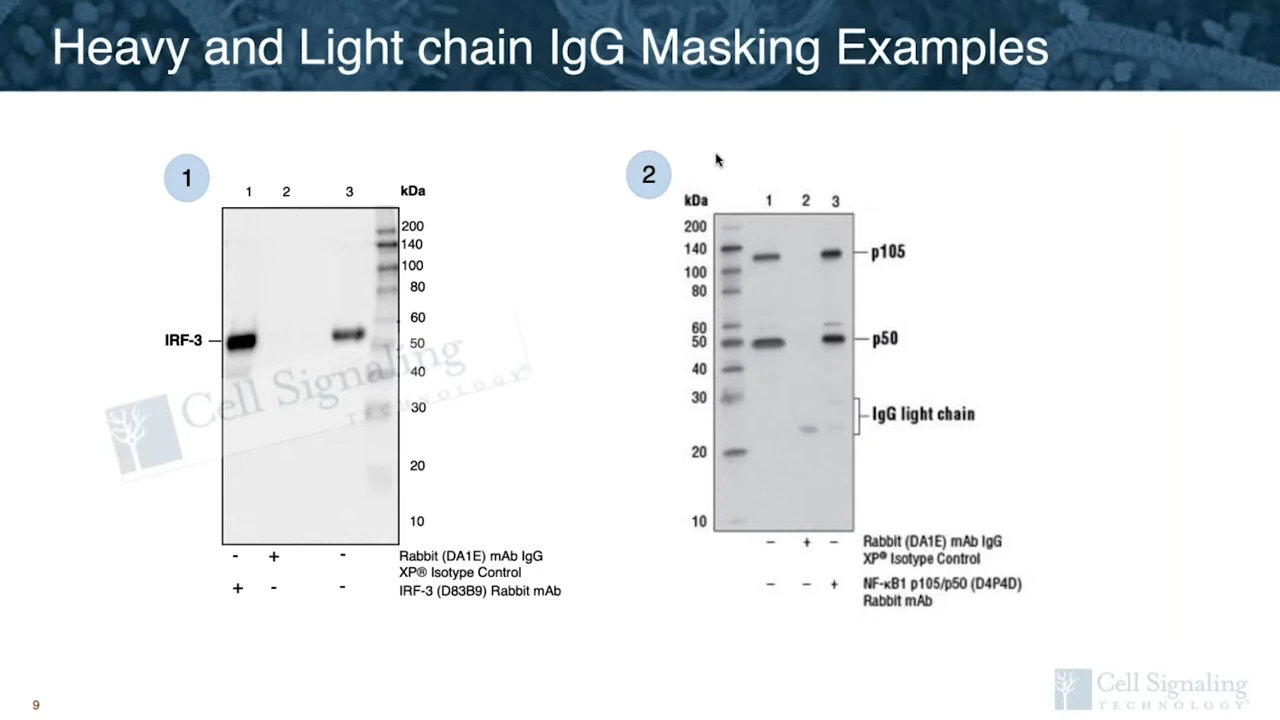 Heavy and Light chain IgG Masking Examples
1
1 2 3 kDa
200
140
100
80
60
IRF-3
50
40
30
20
10
Cell Signaling
TECHNOLOGY®
- + -
Rabbit (DA1E) mAb IgG
XP® Isotype Control
+ - -
IRF-3 (D83B9) Rabbit mAb
2
kDa 1 2 3
200
140
100
80
60
50
40
30
20
10
p105
p50
IgG light chain
– + –
Rabbit (DA1E) mAb IgG
XP® Isotype Control
– – +
NF-κB1 p105/p50 (D4P4D)
Rabbit mAb
9
Cell Signaling
TECHNOLOGY®